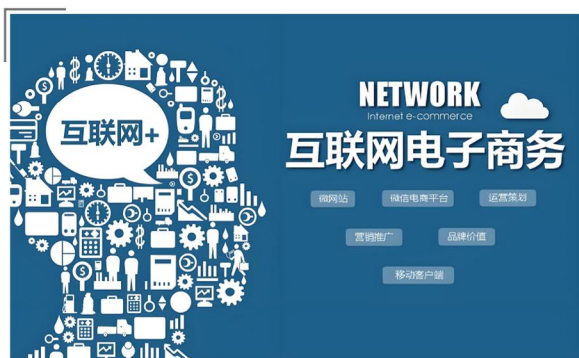 互联网+
NETWORK
Internet e-commerce
互联网电子商务
微网站 微信电商平台 运营策划
营销推广 品牌价值
移动客户端